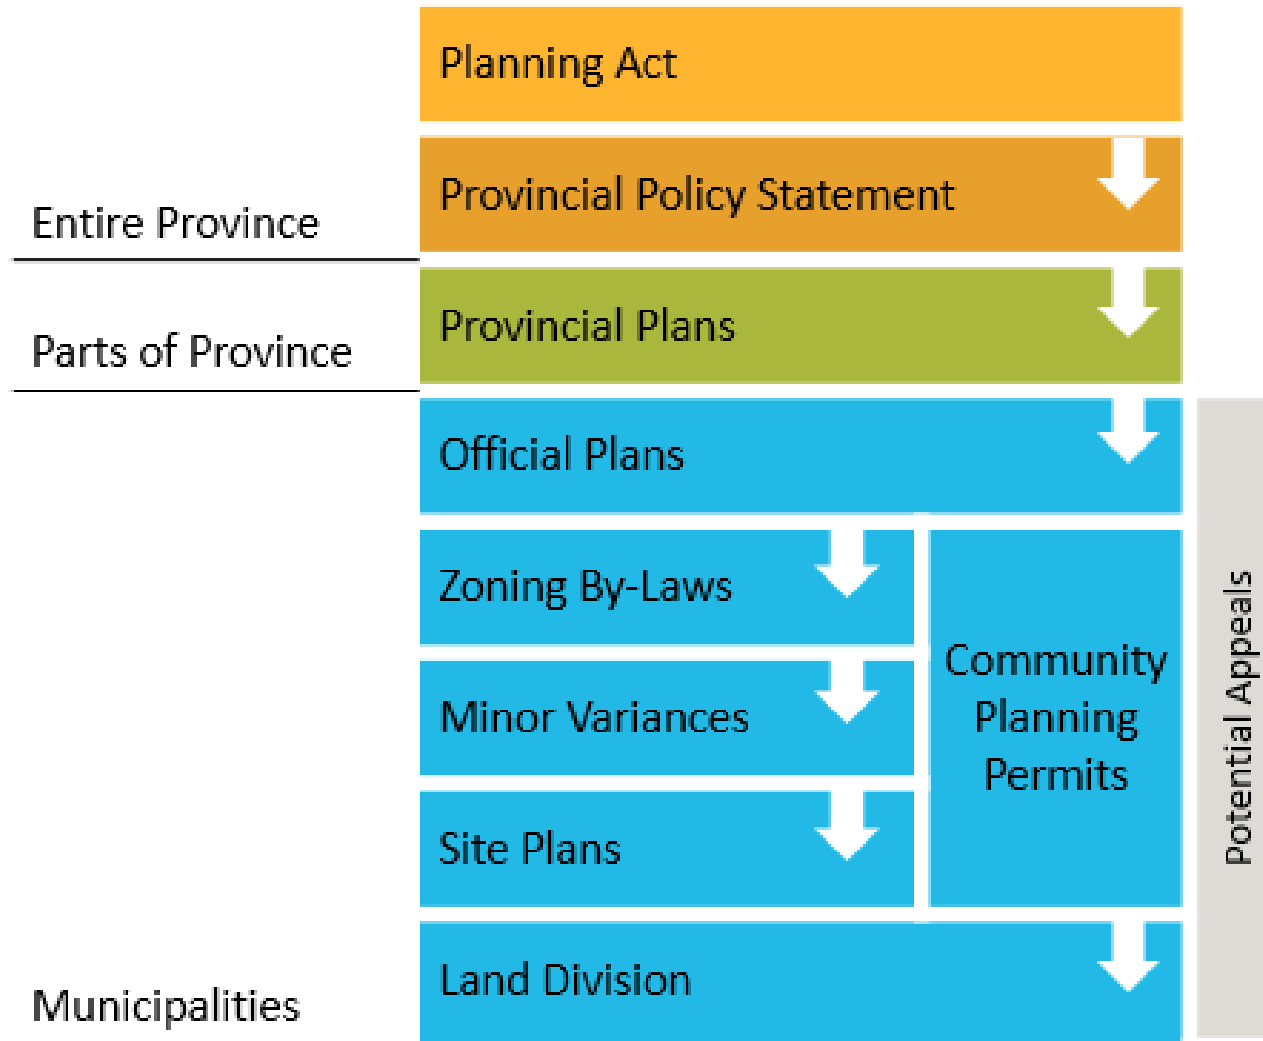 Planning Act
Provincial Policy Statement
Entire Province
Provincial Plans
Parts of Province
Official Plans
Zoning By-Laws
Community
Planning
Permits
Minor Variances
Site Plans
Land Division
Municipalities
Potential Appeals